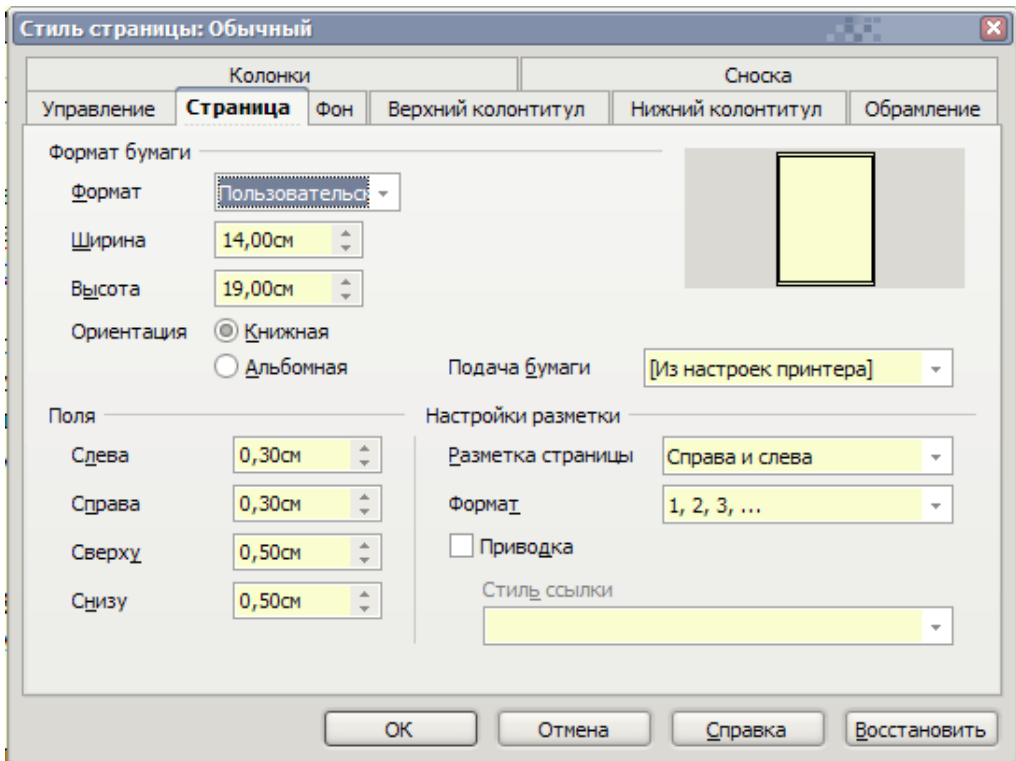 Стиль страницы: Обычный
Колонки Сноска
Управление Страница Фон Верхний колонтитул Нижний колонтитул Обрамление
Формат бумаги
Формат Пользовательс
Ширина 14,00см
Высота 19,00см
Ориентация Книжная
Альбомная Подача бумаги [Из настроек принтера]
Поля Настройки разметки
Слева 0,30см Разметка страницы Справа и слева
Справа 0,30см Формат 1, 2, 3, ...
Сверху 0,50см Приводка
Снизу 0,50см Стиль ссылки
OK Отмена Справка Восстановить